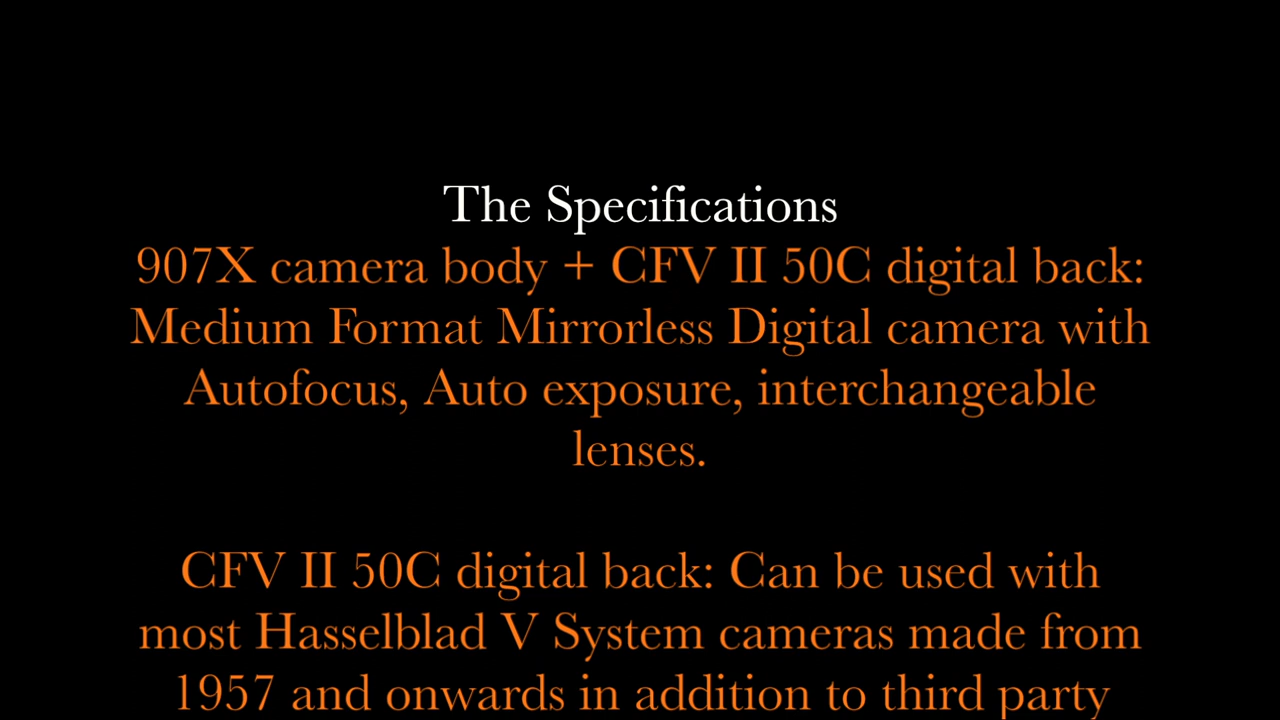 The Specifications
907X camera body + CFV II 50C digital back:
Medium Format Mirrorless Digital camera with
Autofocus, Auto exposure, interchangeable
lenses.
CFV II 50C digital back: Can be used with
most Hasselblad V System cameras made from
1957 and onwards in addition to third party